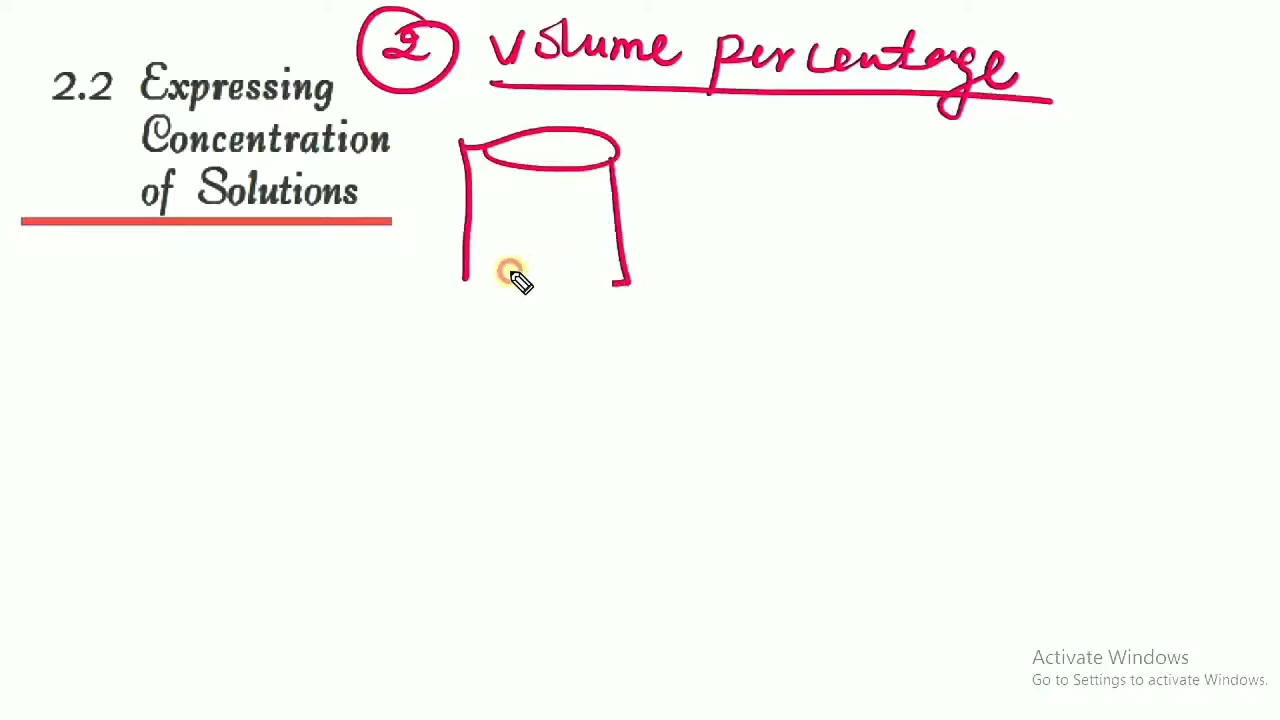 ② volume percentage
2.2 Expressing
Concentration
of Solutions
Activate Windows
Go to Settings to activate Windows.